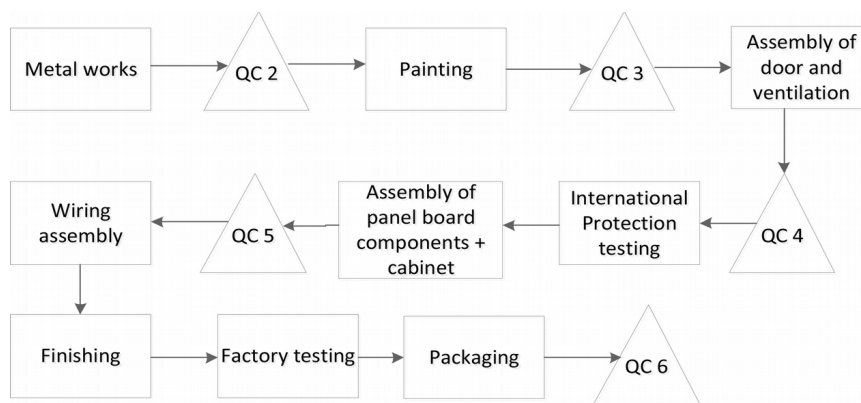 Metal works
QC 2
Painting
QC 3
Assembly of
door and
ventilation
Wiring
assembly
QC 5
Assembly of
panel board
components +
cabinet
International
Protection
testing
QC 4
Finishing
Factory testing
Packaging
QC 6